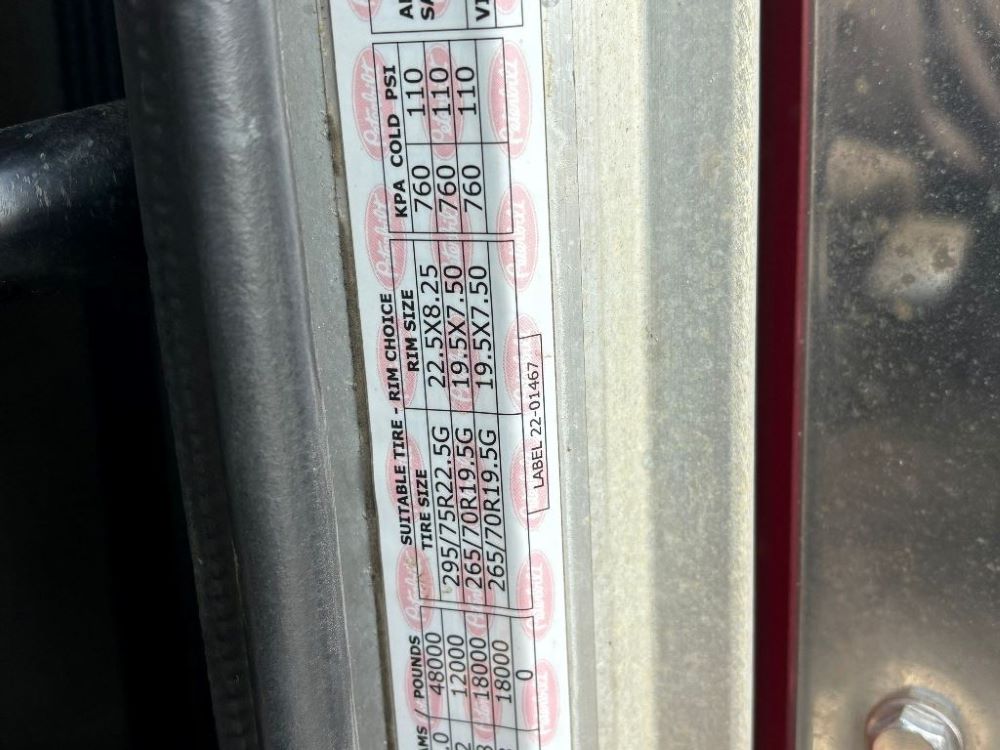 SUITABLE TIRE - RIM CHOICE
/ POUNDS TIRE SIZE RIM SIZE KPA COLD PSI
48000
12000 295/75R22.5G 22.5X8.25 760 110
18000 265/70R19.5G 19.5X7.50 760 110
18000 265/70R19.5G 19.5X7.50 760 110
0
LABEL 22-01467
Peterbilt